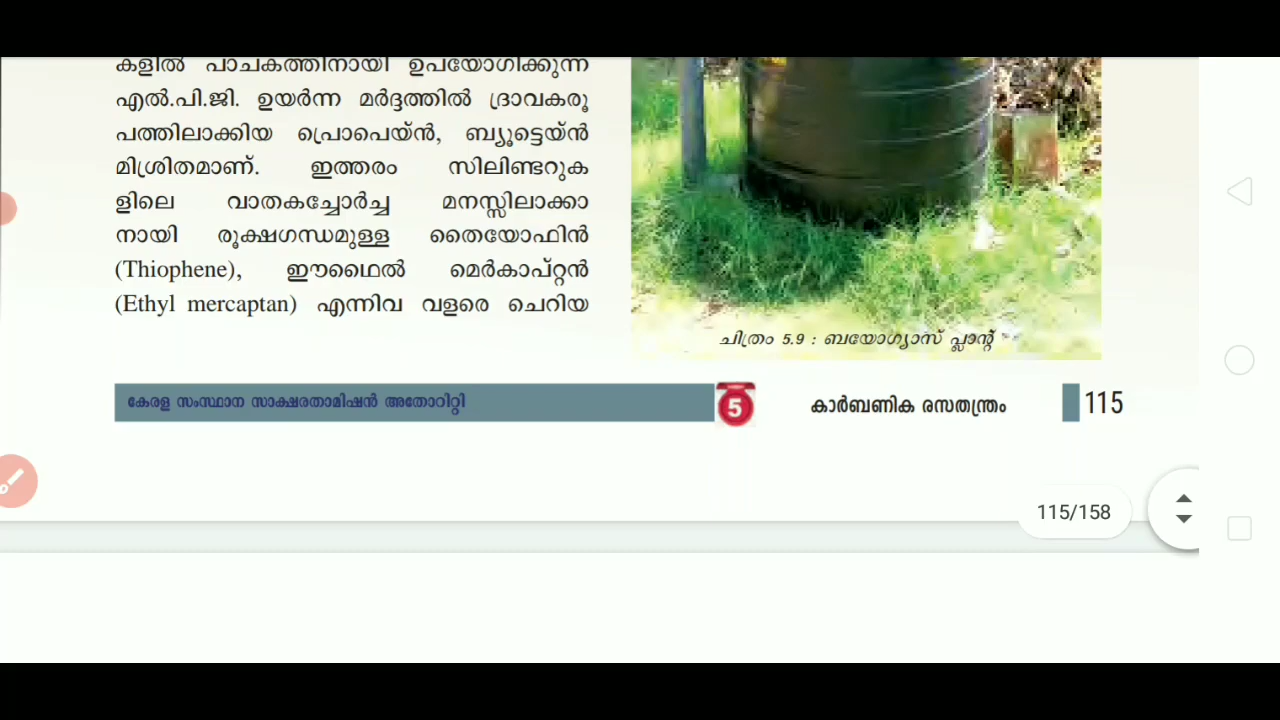 കളിൽ പാചകത്തിനായി ഉപയോഗിക്കുന്ന
എൽ.പി.ജി. ഉയർന്ന മർദ്ദത്തിൽ ദ്രാവകരൂ
പത്തിലാക്കിയ പ്രൊപെയ്ൻ, ബ്യൂട്ടെയ്ൻ
മിശ്രിതമാണ്. ഇത്തരം സിലിണ്ടറുക
ളിലെ വാതകച്ചോർച്ച മനസ്സിലാക്കാ
നായി രൂക്ഷഗന്ധമുള്ള തൈയോഫിൻ
(Thiophene), ഈഥൈൽ മെർകാപ്റ്റൻ
(Ethyl mercaptan) എന്നിവ വളരെ ചെറിയ
ചിത്രം 5.9 : ബയോഗ്യാസ് പ്ലാന്റ്
കേരള സംസ്ഥാന സാക്ഷരതാമിഷൻ അതോറിറ്റി
5
കാർബണിക രസതന്ത്രം
115
115/158